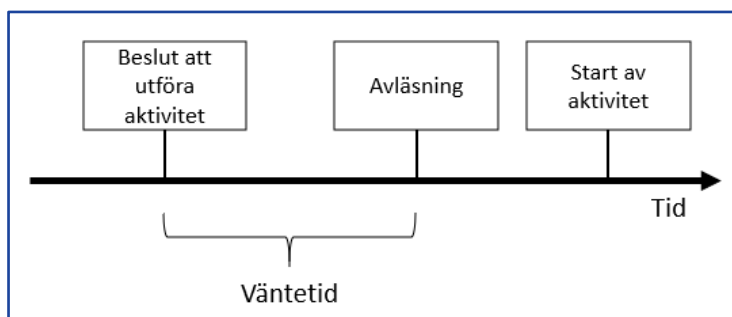 Beslut att
utföra
aktivitet
Avläsning
Start av
aktivitet
Tid
Väntetid